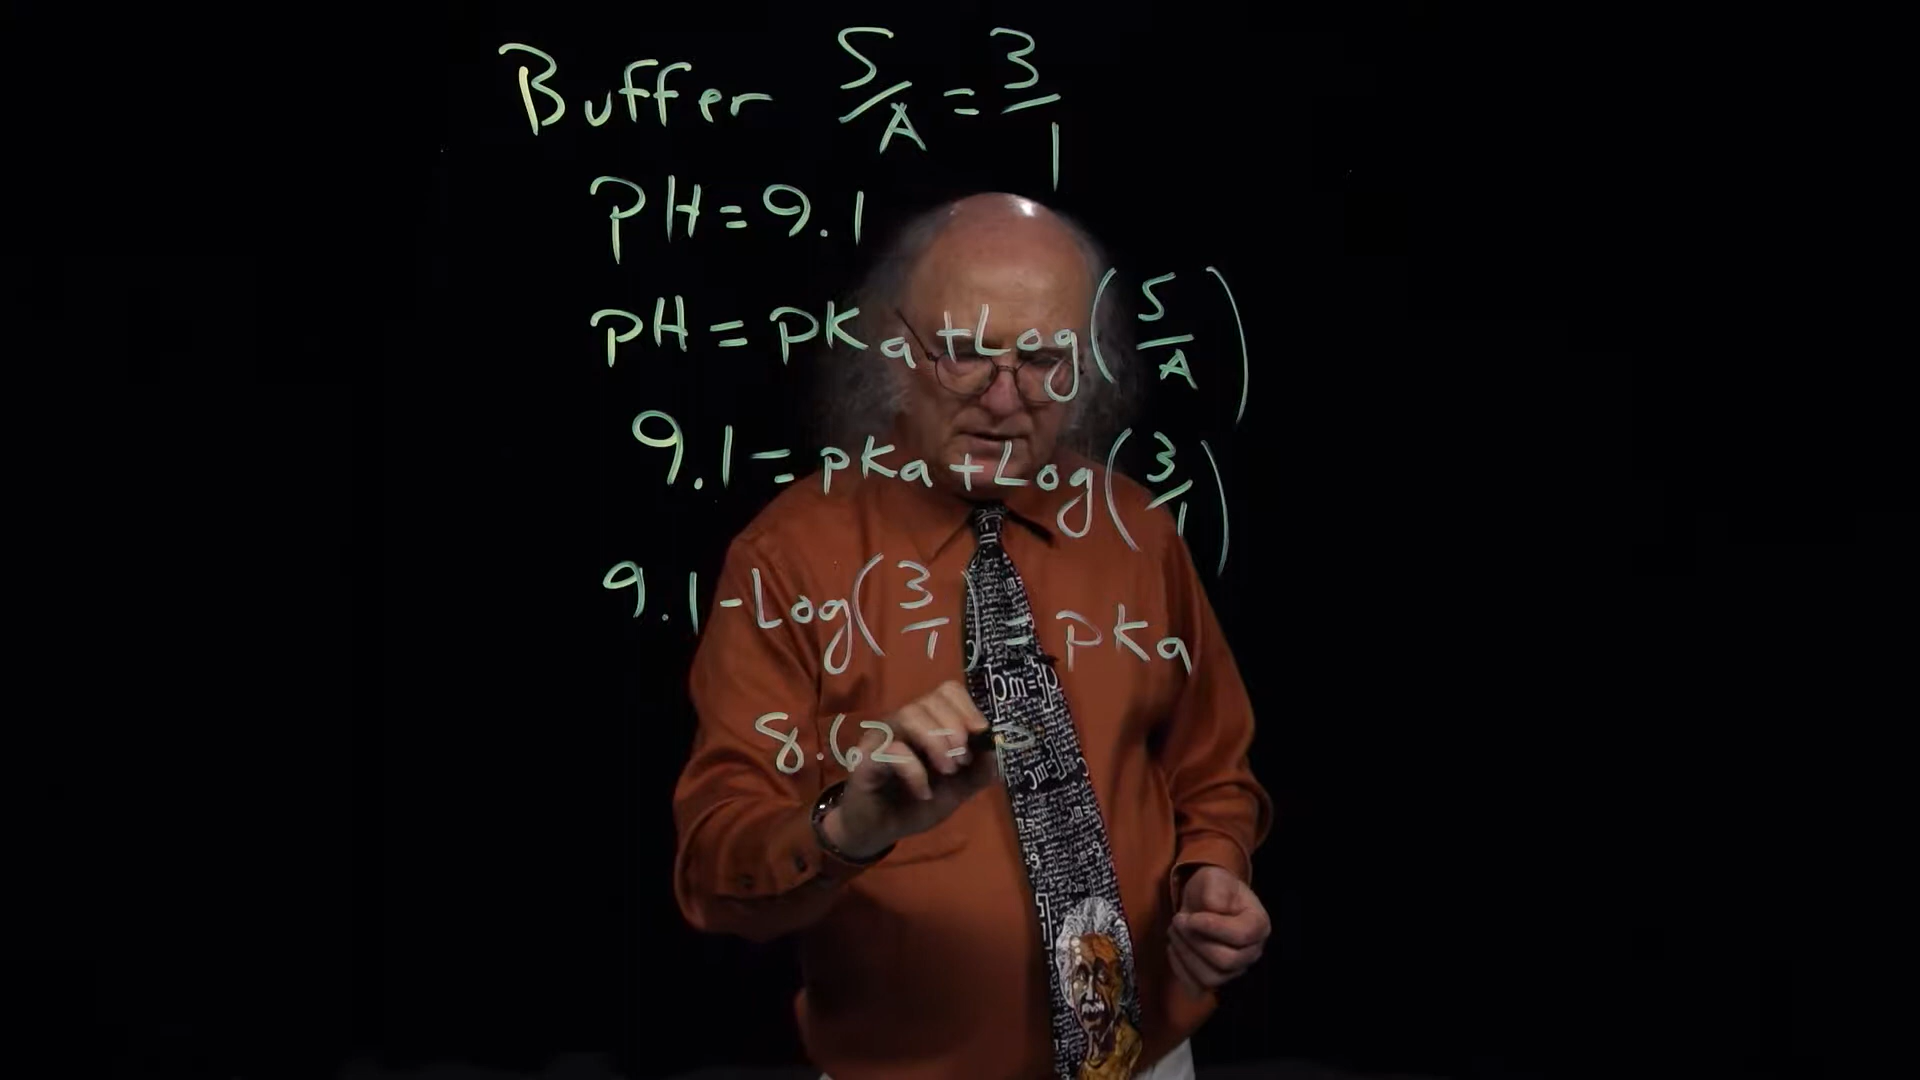 Buffer S/A = 3/1
PH = 9.1
pH = pKa + Log(S/A)
9.1 = pKa + Log(3/1)
9.1 - Log(3/1) = pKa
8.62 = p